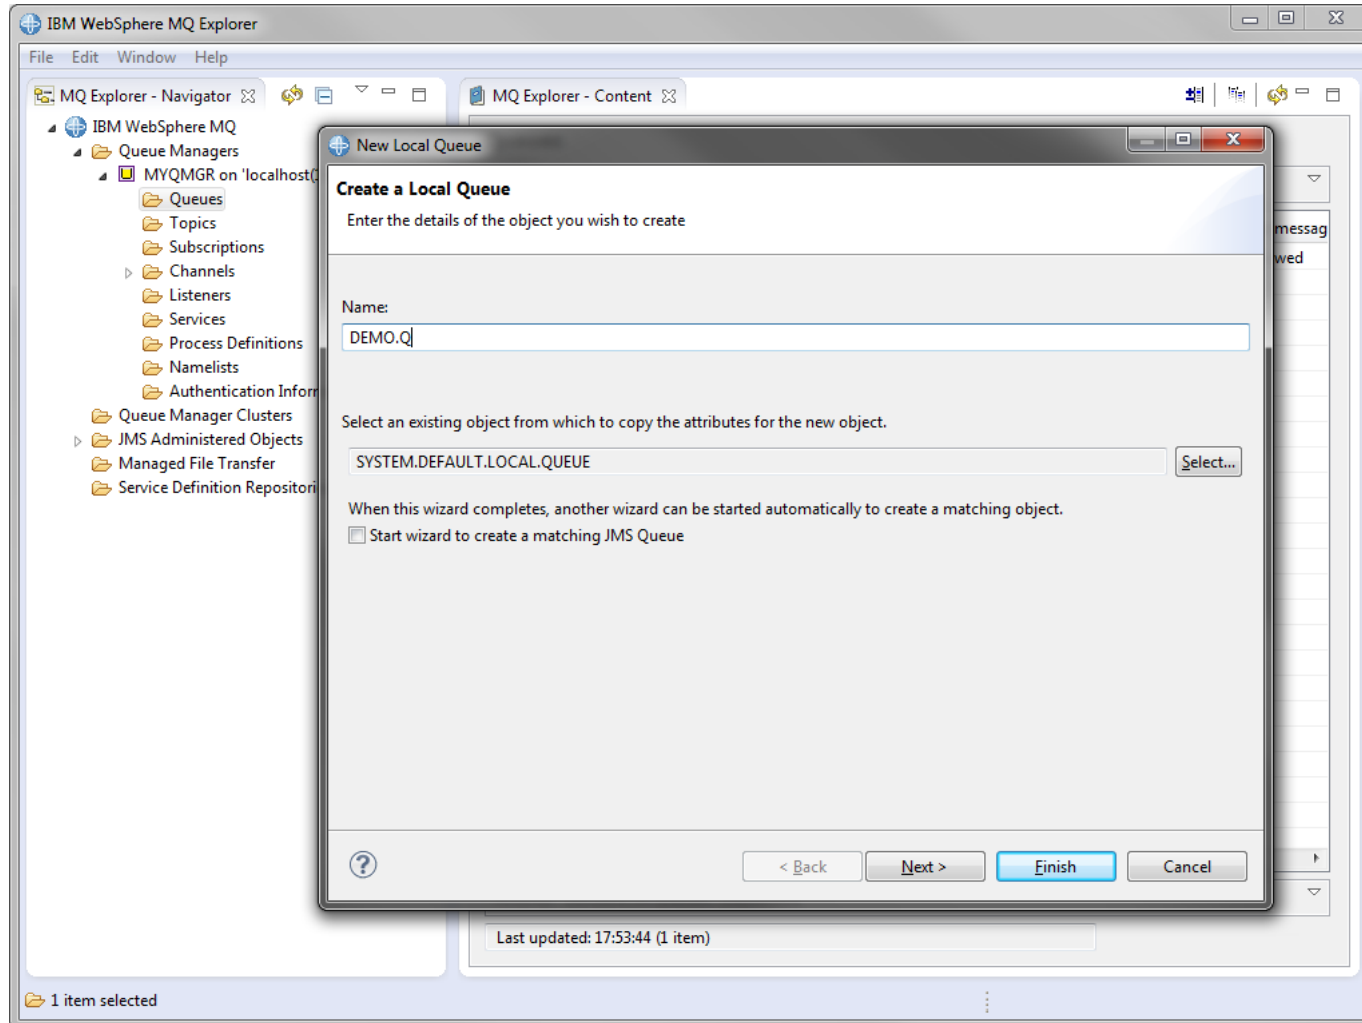 IBM WebSphere MQ Explorer
File Edit Window Help
MQ Explorer - Navigator
MQ Explorer - Content
IBM WebSphere MQ
Queue Managers
MYQMGR on 'localhost(
Queues
Topics
Subscriptions
Channels
Listeners
Services
Process Definitions
Namelists
Authentication Infor
Queue Manager Clusters
JMS Administered Objects
Managed File Transfer
Service Definition Repositori
New Local Queue
Create a Local Queue
Enter the details of the object you wish to create
Name:
DEMO.Q
Select an existing object from which to copy the attributes for the new object.
SYSTEM.DEFAULT.LOCAL.QUEUE
Select...
When this wizard completes, another wizard can be started automatically to create a matching object.
Start wizard to create a matching JMS Queue
?
< Back Next > Finish Cancel
messag
wed
Last updated: 17:53:44 (1 item)
1 item selected